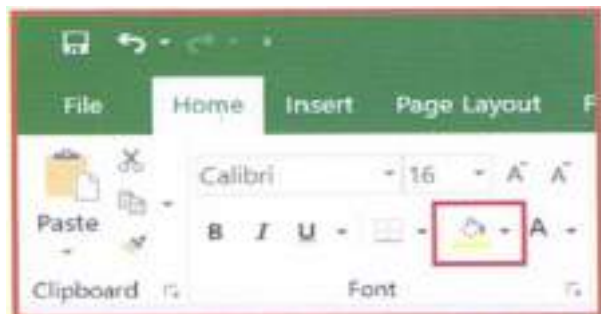 File Home Insert Page Layout F
Calibri 16 A A
Paste B I U A
Clipboard Font